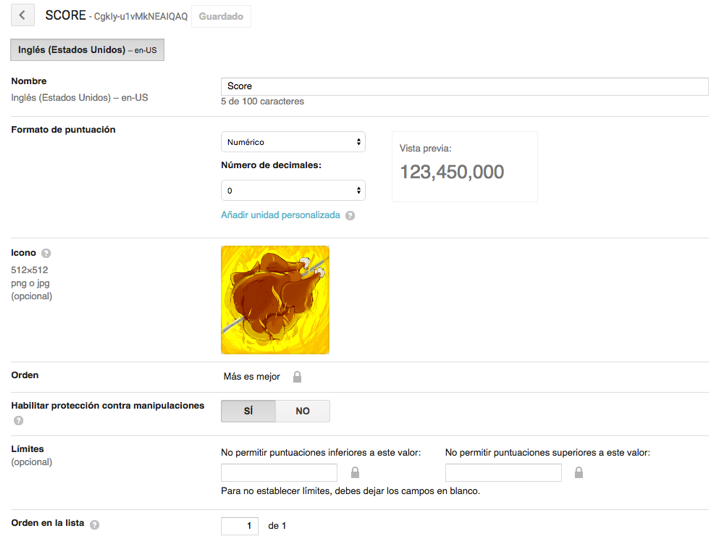 SCORE - CgkIy-u1vMkNEAIQAQ Guardado
Inglés (Estados Unidos) – en-US
Nombre
Inglés (Estados Unidos) – en-US
Score
5 de 100 caracteres
Formato de puntuación
Numérico
Número de decimales:
0
Añadir unidad personalizada ?
Vista previa:
123,450,000
Icono ?
512×512
png o jpg
(opcional)
Orden
Más es mejor
Habilitar protección contra manipulaciones
?
SÍ NO
Límites
(opcional)
No permitir puntuaciones inferiores a este valor:
No permitir puntuaciones superiores a este valor:
Para no establecer límites, debes dejar los campos en blanco.
Orden en la lista ?
1 de 1